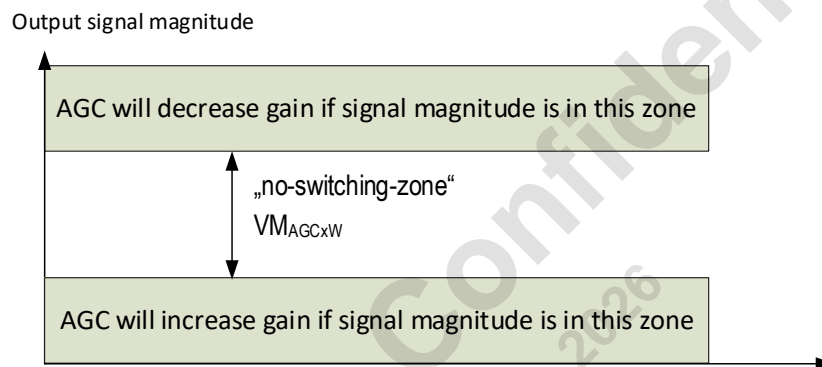 Output signal magnitude
AGC will decrease gain if signal magnitude is in this zone
„no-switching-zone“
VMAGCxW
AGC will increase gain if signal magnitude is in this zone
Confiden
2026